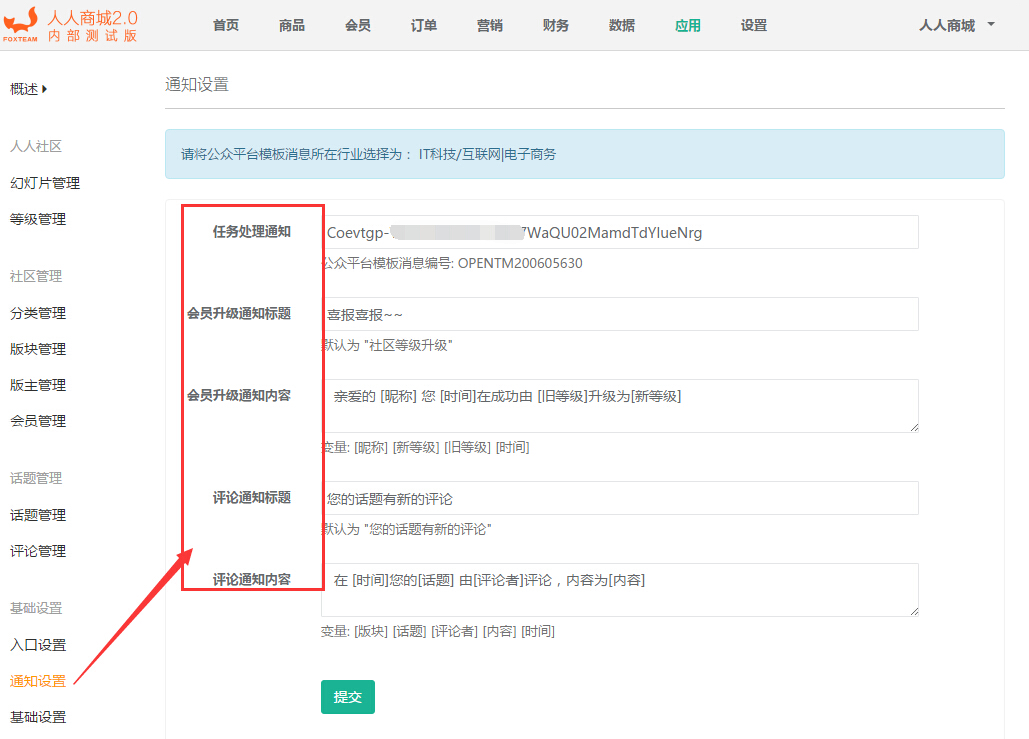 人人商城2.0
FOXTEAM 内部测试版
首页 商品 会员 订单 营销 财务 数据 应用 设置 人人商城
概述
人人社区
幻灯片管理
等级管理
社区管理
分类管理
版块管理
版主管理
会员管理
话题管理
话题管理
评论管理
基础设置
入口设置
通知设置
基础设置
通知设置
请将公众平台模板消息所在行业选择为： IT科技/互联网|电子商务
任务处理通知 Coevtgp- 7WaQU02MamdTdYlueNrg
公众平台模板消息编号: OPENTM200605630
会员升级通知标题 喜报喜报~~
默认为 "社区等级升级"
会员升级通知内容 亲爱的 [昵称] 您 [时间]在成功由 [旧等级]升级为[新等级]
变量: [昵称] [新等级] [旧等级] [时间]
评论通知标题 您的话题有新的评论
默认为 "您的话题有新的评论"
评论通知内容 在 [时间]您的[话题] 由[评论者]评论，内容为[内容]
变量: [版块] [话题] [评论者] [内容] [时间]
提交